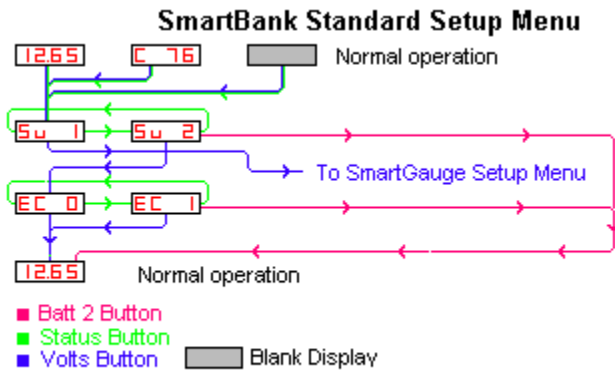 SmartBank Standard Setup Menu
12.65 C 76 Normal operation
Su 1 Su 2
To SmartGauge Setup Menu
EC 0 EC 1
12.65 Normal operation
Batt 2 Button
Status Button
Volts Button Blank Display